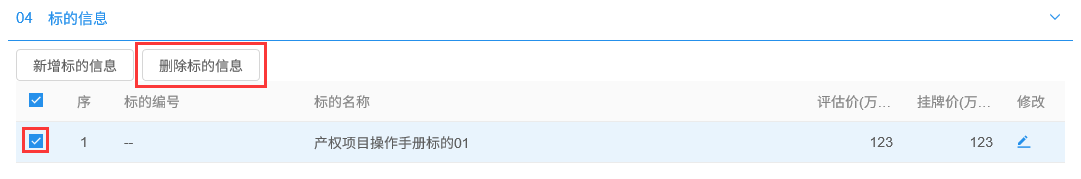 04 标的信息
新增标的信息 删除标的信息
序 标的编号 标的名称 评估价(万... 挂牌价(万... 修改
1 -- 产权项目操作手册标的01 123 123